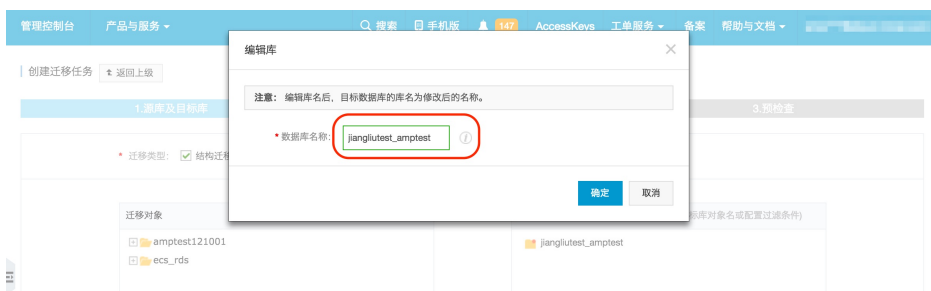 管理控制台 产品与服务 搜索 手机版 147 AccessKeys 工单服务 备案 帮助与文档
编辑库
创建迁移任务 返回上级
注意： 编辑库名后，目标数据库的库名为修改后的名称。
1.源库及目标库 3.预检查
* 数据库名称: jiangliutest_amptest
* 迁移类型: 结构迁移
确定 取消
迁移对象 标库对象名或配置过滤条件)
amptest121001 jiangliutest_amptest
ecs_rds